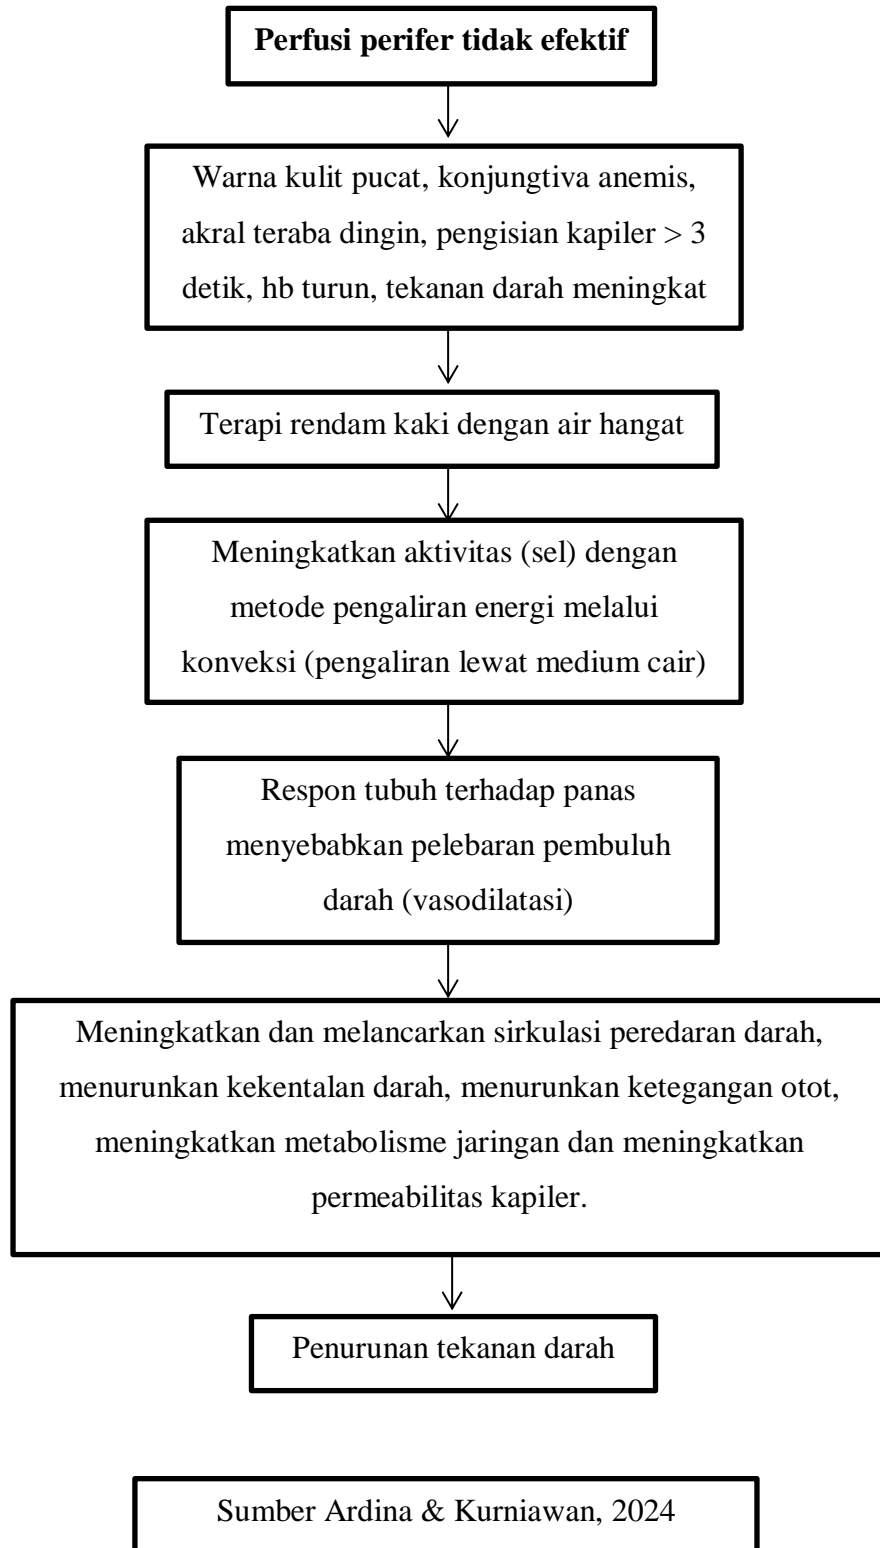 Perfusi perifer tidak efektif
Warna kulit pucat, konjungtiva anemis,
akral teraba dingin, pengisian kapiler > 3
detik, hb turun, tekanan darah meningkat
Terapi rendam kaki dengan air hangat
Meningkatkan aktivitas (sel) dengan
metode pengaliran energi melalui
konveksi (pengaliran lewat medium cair)
Respon tubuh terhadap panas
menyebabkan pelebaran pembuluh
darah (vasodilatasi)
Meningkatkan dan melancarkan sirkulasi peredaran darah,
menurunkan kekentalan darah, menurunkan ketegangan otot,
meningkatkan metabolisme jaringan dan meningkatkan
permeabilitas kapiler.
Penurunan tekanan darah
Sumber Ardina & Kurniawan, 2024